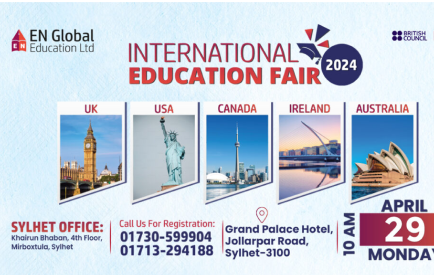 EN Global
Education Ltd
EN
BRITISH
COUNCIL
INTERNATIONAL
EDUCATION FAIR
2024
UK
USA
CANADA
IRELAND
AUSTRALIA
SYLHET OFFICE:
Khairun Bhaban, 4th Floor,
Mirboxtula, Sylhet
Call Us For Registration:
01730-599904
01713-294188
Grand Palace Hotel,
Jollarpar Road,
Sylhet-3100
10 AM
APRIL
29
MONDAY